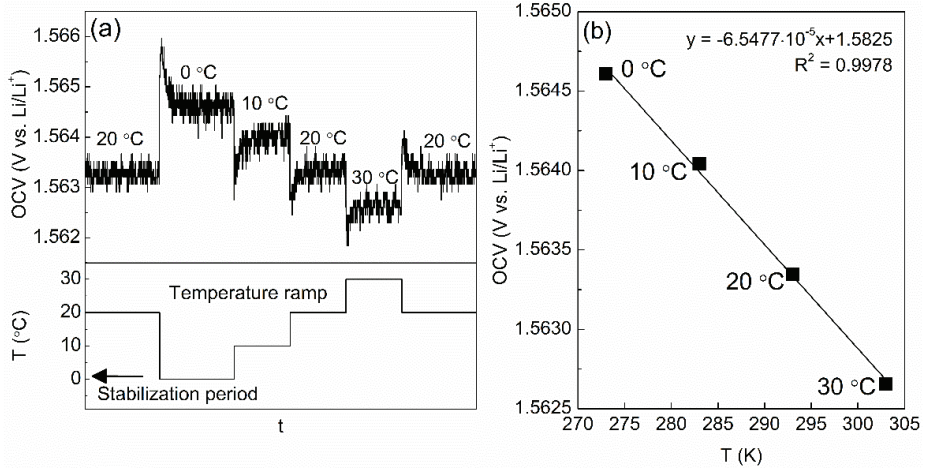 (a)
1.566
0 °C
1.565
10 °C
1.564
20 °C
20 °C
20 °C
1.563
30 °C
1.562
OCV (V vs. Li/Li⁺)
30
Temperature ramp
20
10
0
Stabilization period
T (°C)
t
(b)
1.5650
y = -6.5477·10⁻⁵x+1.5825
R² = 0.9978
0 °C
1.5645
10 °C
1.5640
1.5635
20 °C
1.5630
30 °C
1.5625
OCV (V vs. Li/Li⁺)
270 275 280 285 290 295 300 305
T (K)